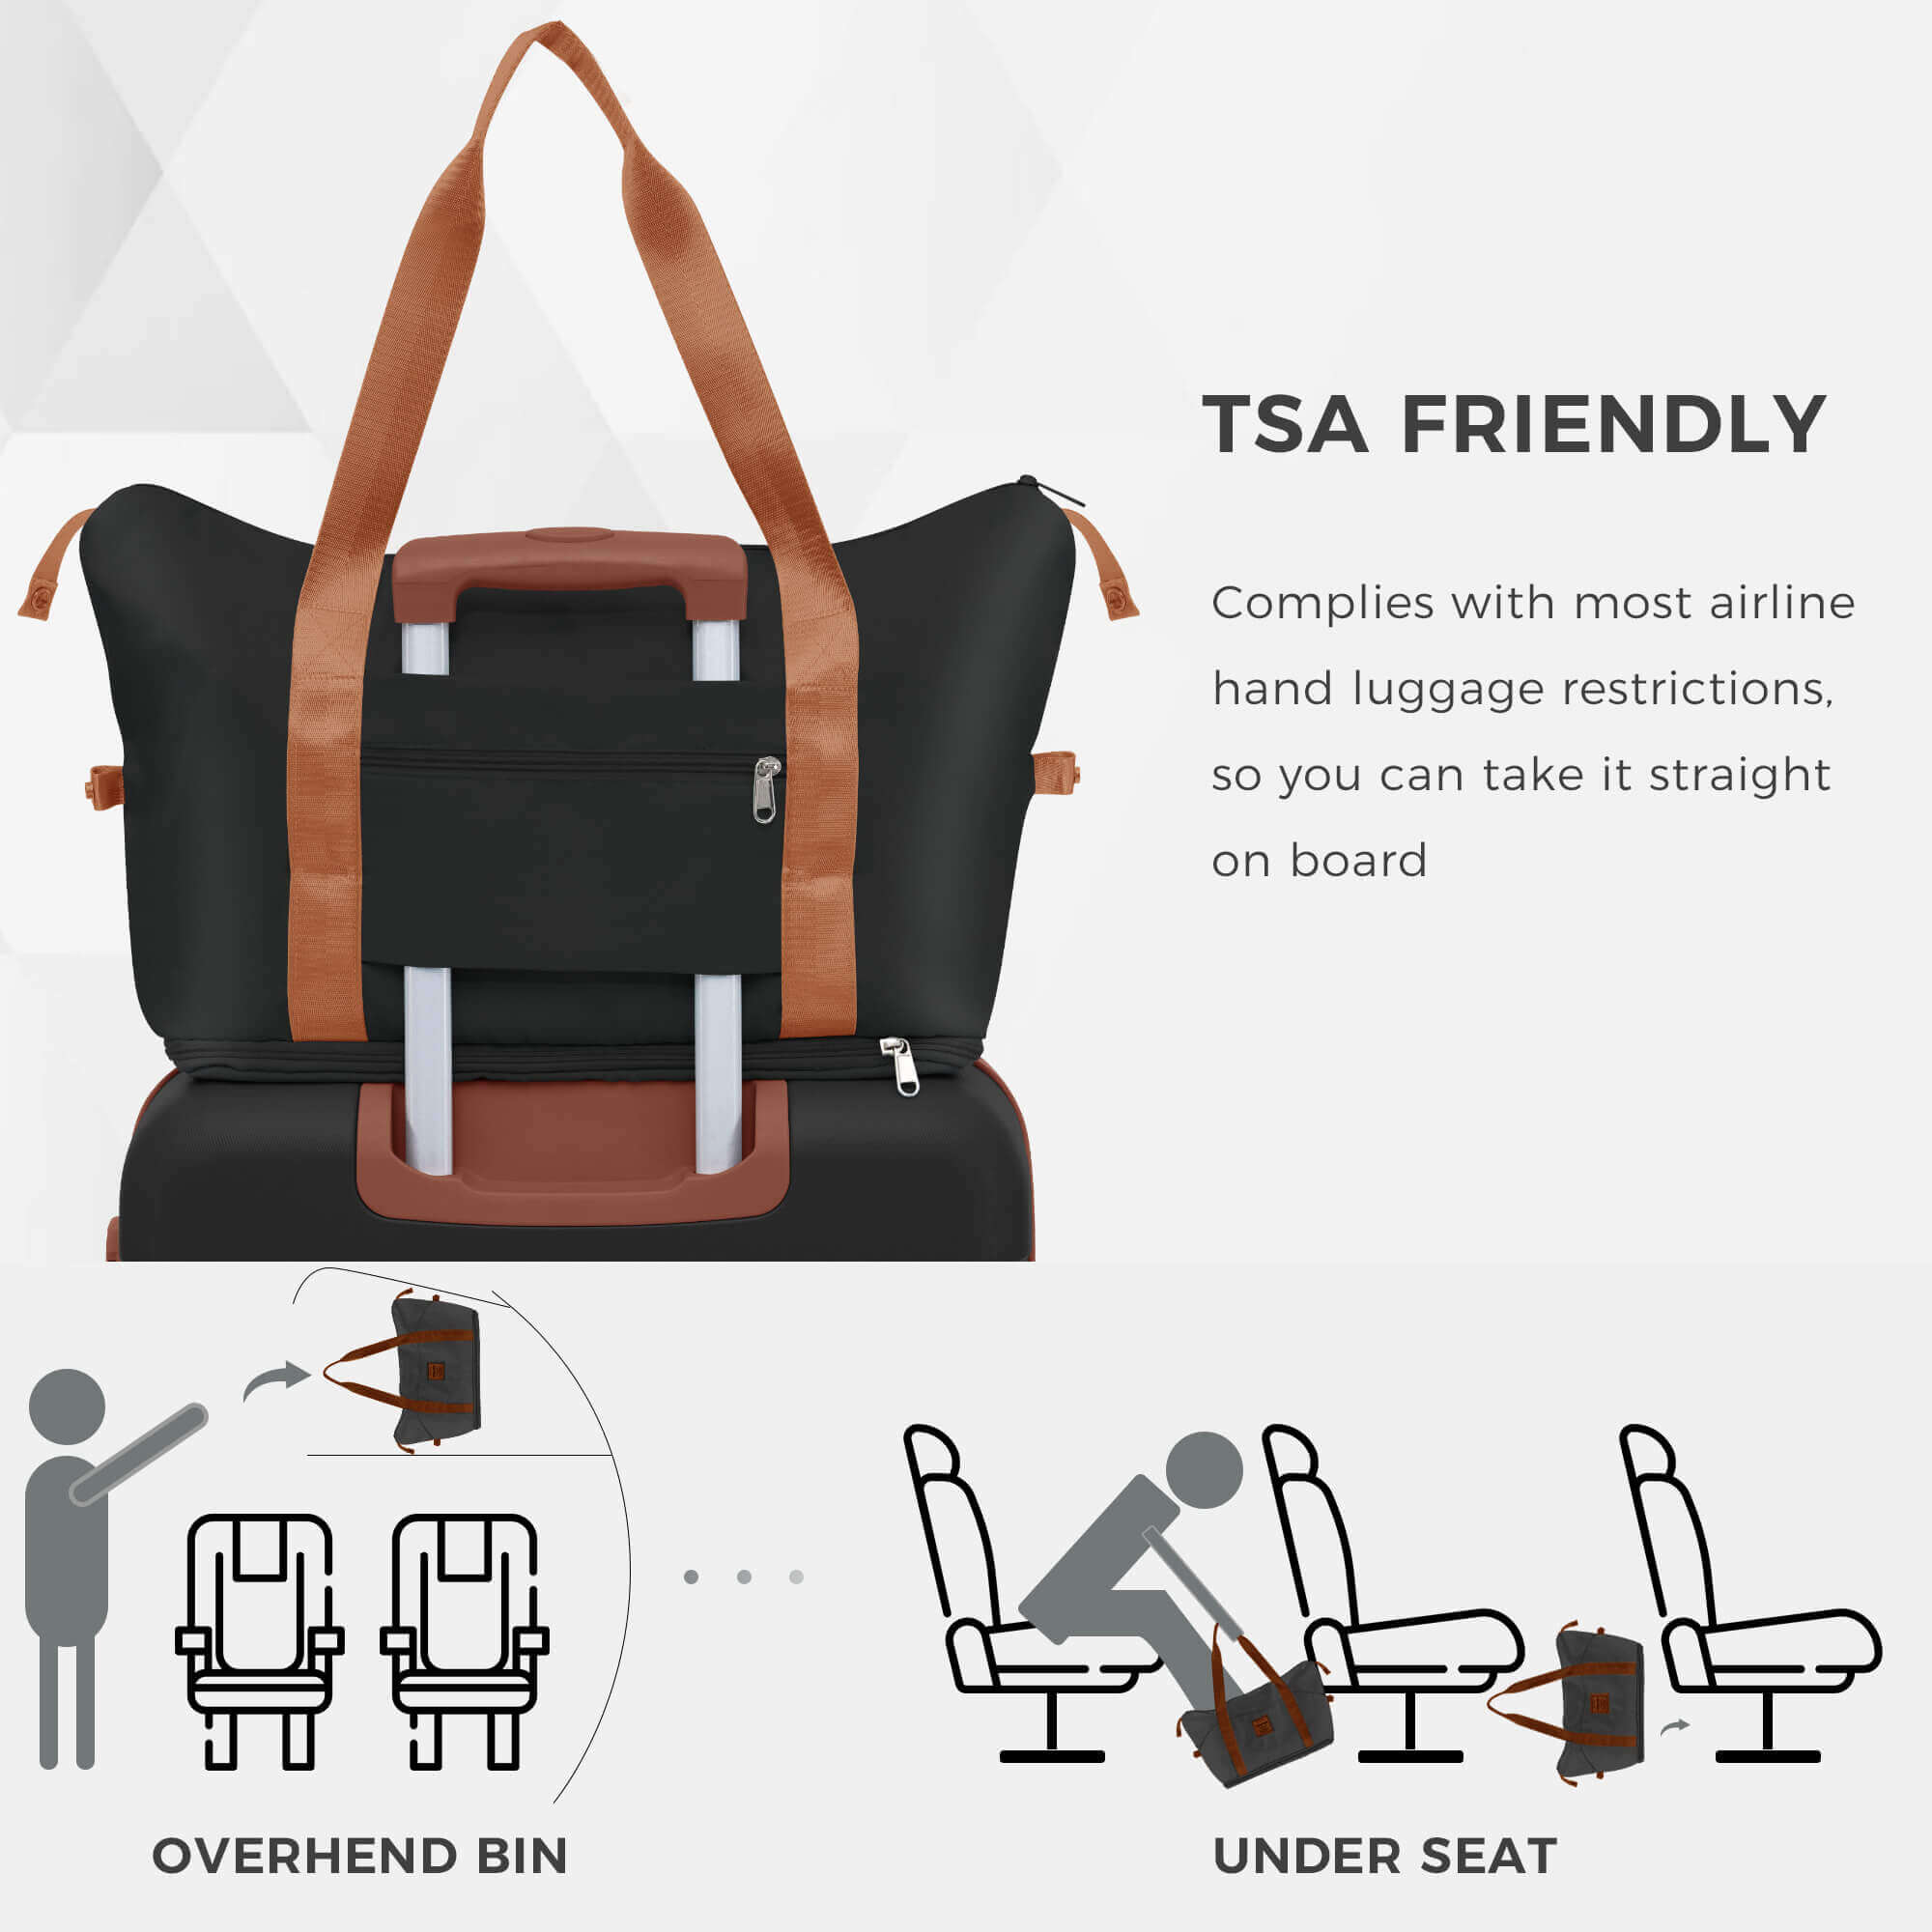 TSA FRIENDLY
Complies with most airline
hand luggage restrictions,
so you can take it straight
on board
OVERHEND BIN
UNDER SEAT